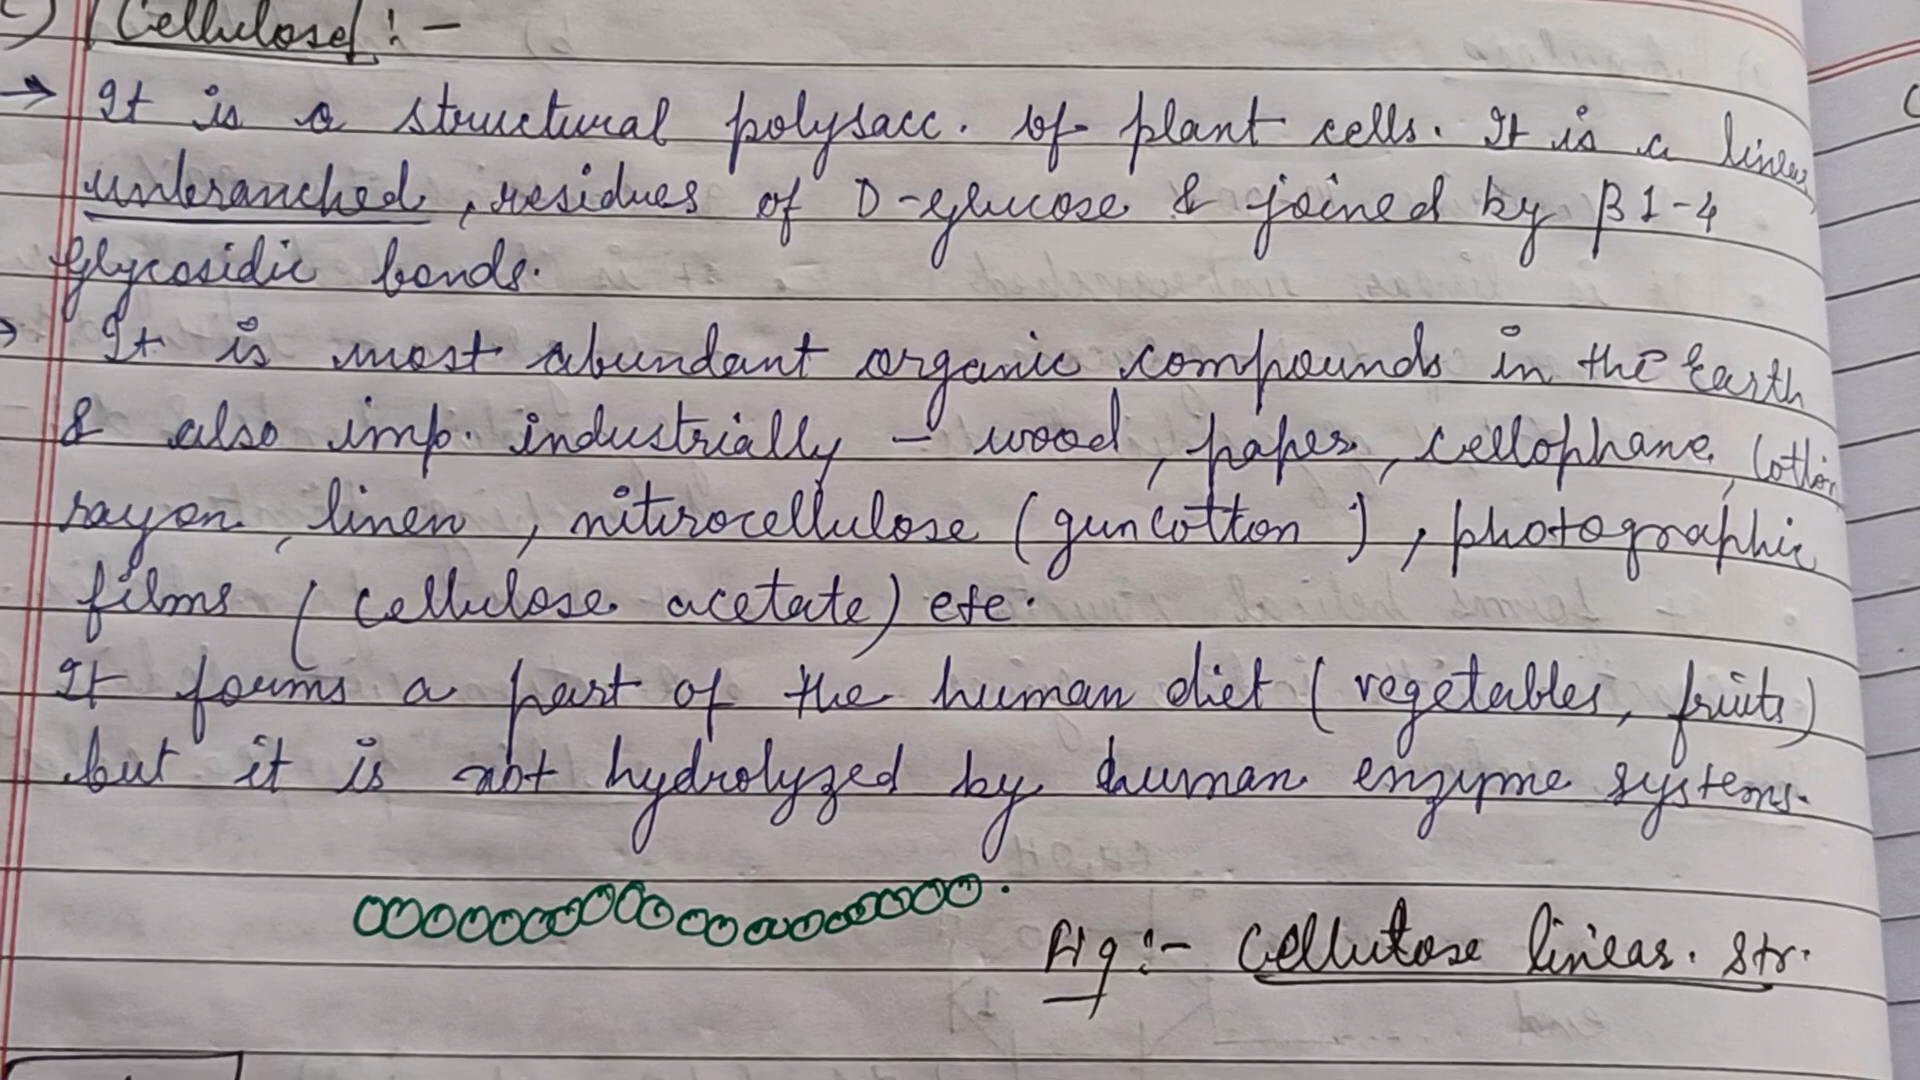 c) Cellulose :-
→ It is a structural polysacc. of plant cells. It is a linear
unbranched, residues of D-glucose & joined by β1-4
glycosidic bonds.
→ It is most abundant organic compounds in the Earth
& also imp. industrially - wood, paper, cellophane, Cotton
rayon, linen, nitrocellulose (guncotton), photographic
films (cellulose acetate) etc.
It forms a part of the human diet (vegetables, fruits)
but it is not hydrolyzed by human enzyme systems.
Fig :- Cellulose linear. str.